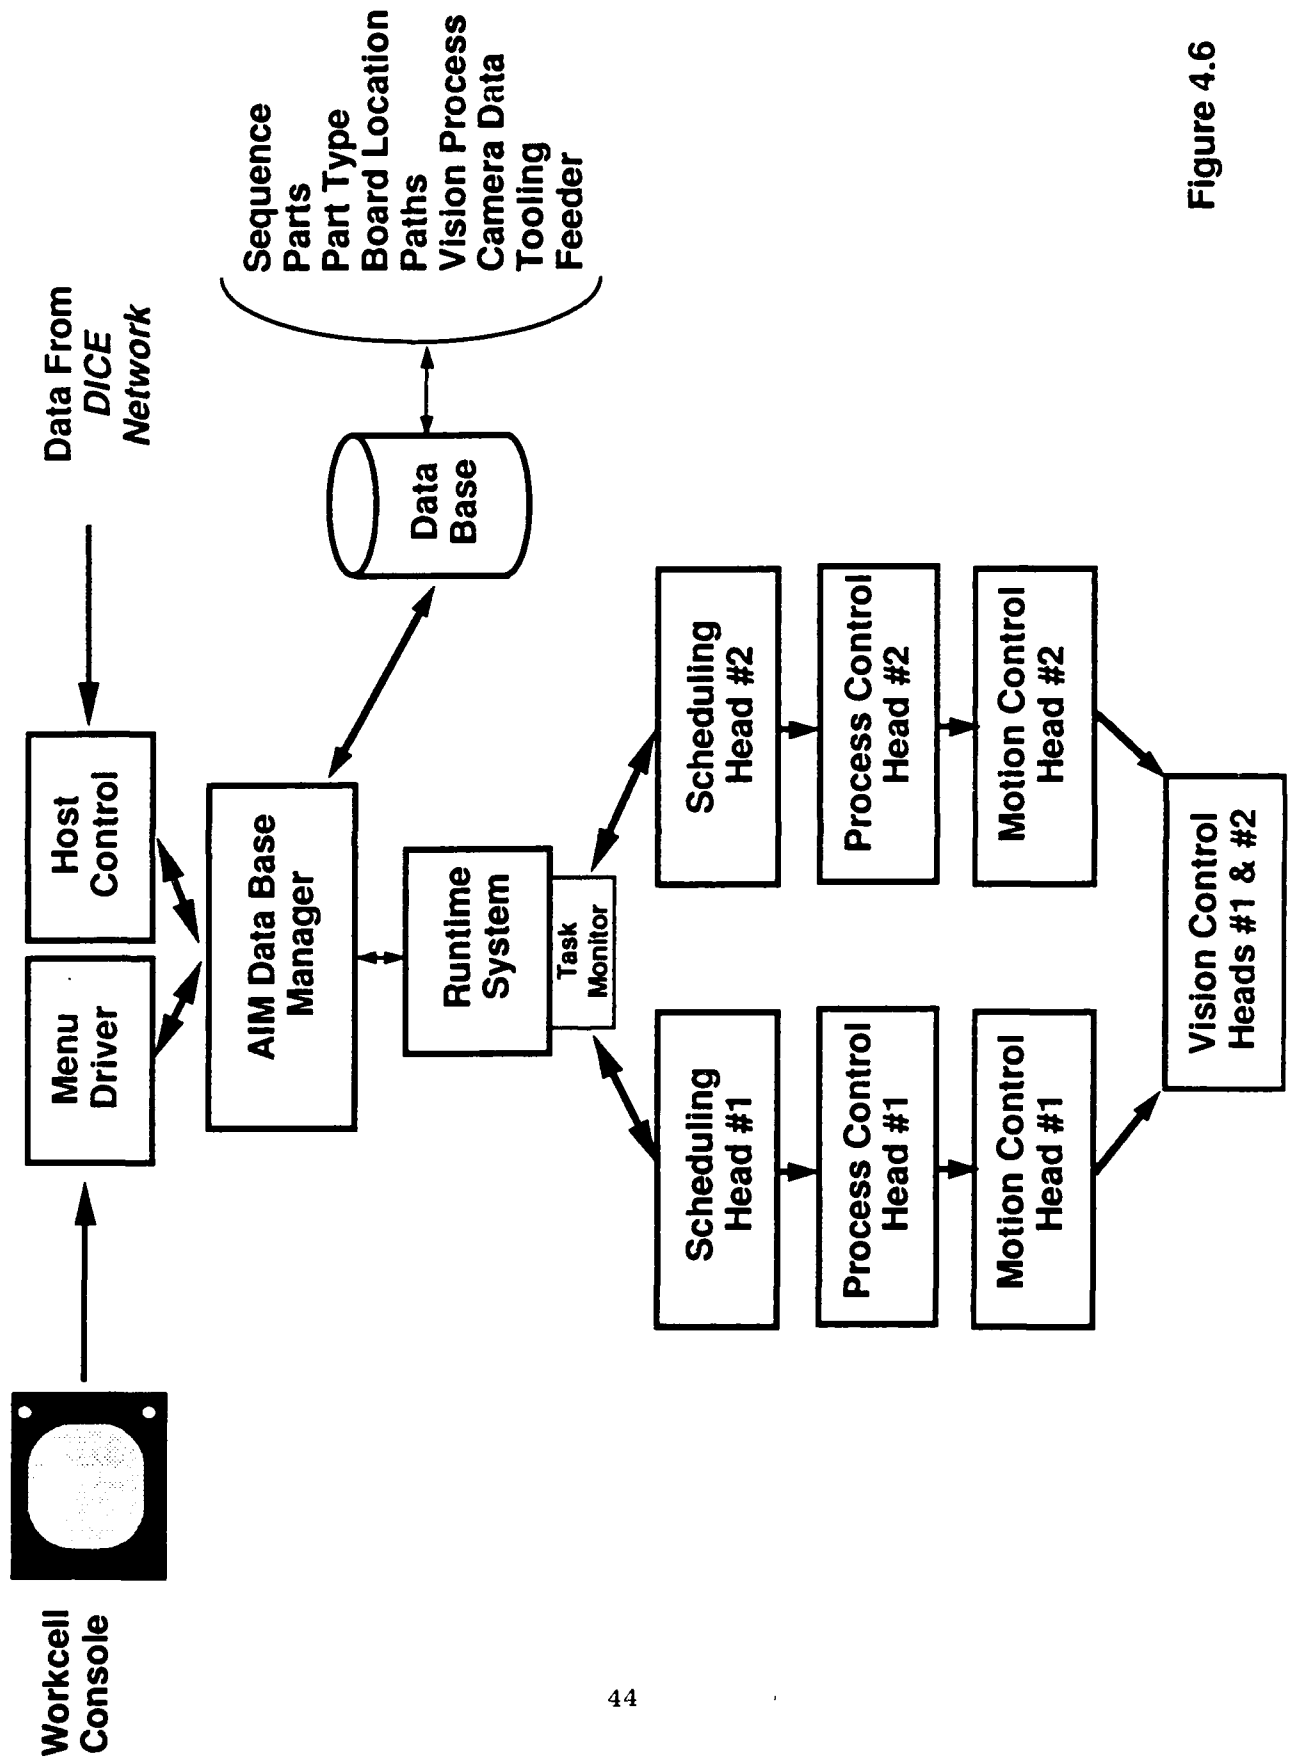 Workcell
Console
Menu
Driver
Host
Control
Data From
DICE
Network
AIM Data Base
Manager
Runtime
System
Task
Monitor
Data
Base
Sequence
Parts
Part Type
Board Location
Paths
Vision Process
Camera Data
Tooling
Feeder
Scheduling
Head #1
Process Control
Head #1
Motion Control
Head #1
Scheduling
Head #2
Process Control
Head #2
Motion Control
Head #2
Vision Control
Heads #1 & #2
Figure 4.6
44